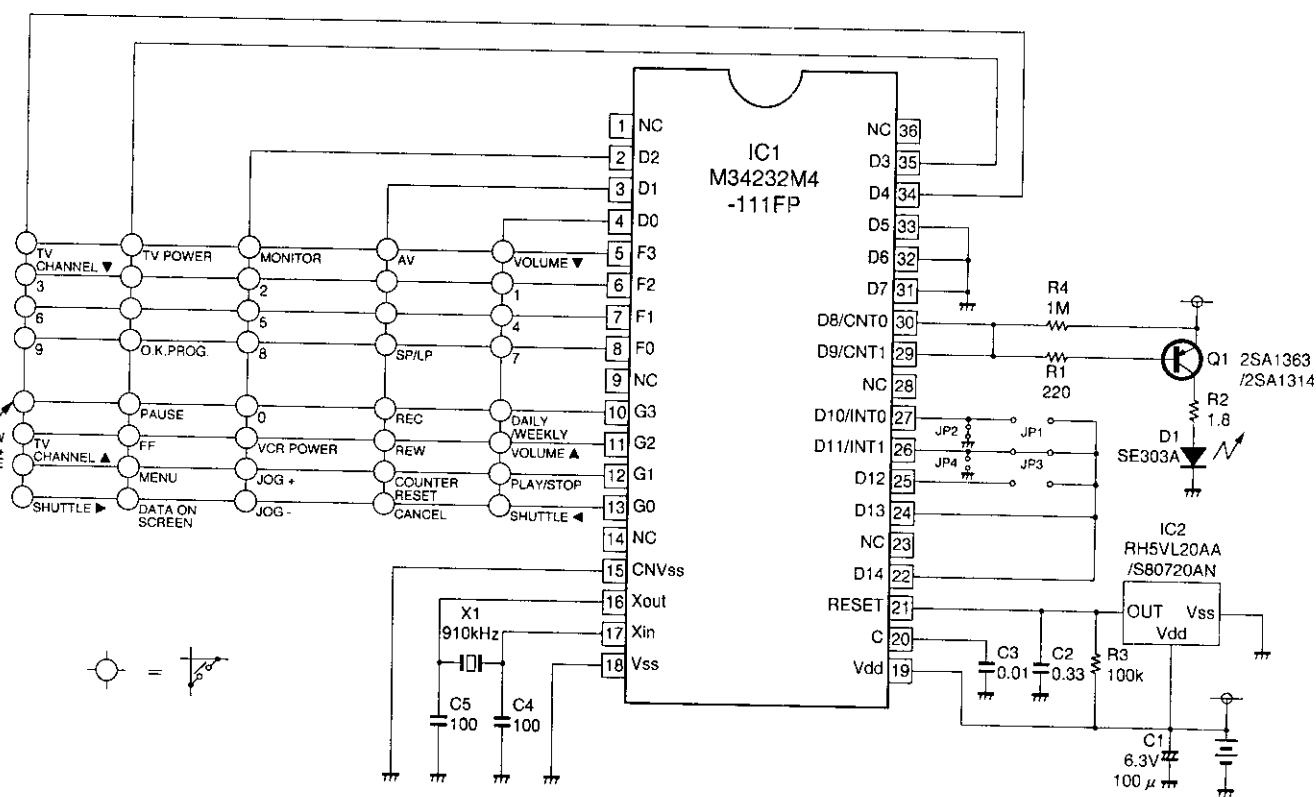 IC1
M34232M4
-111FP
1 NC
2 D2
3 D1
4 D0
5 F3
6 F2
7 F1
8 F0
9 NC
10 G3
11 G2
12 G1
13 G0
14 NC
15 CNVss
16 Xout
17 Xin
18 Vss
NC 36
D3 35
D4 34
D5 33
D6 32
D7 31
D8/CNT0 30
D9/CNT1 29
NC 28
D10/INT0 27
D11/INT1 26
D12 25
D13 24
NC 23
D14 22
RESET 21
C 20
Vdd 19
TV
CHANNEL ▼
TV POWER
MONITOR
AV
VOLUME ▼
3
2
1
6
5
4
9
O.K.PROG.
8
SP/LP
7
PAUSE
0
REC
DAILY
/WEEKLY
TV
CHANNEL ▲
FF
VCR POWER
REW
VOLUME ▲
MENU
JOG +
COUNTER
RESET
PLAY/STOP
SHUTTLE ►
DATA ON
SCREEN
JOG -
CANCEL
SHUTTLE ◄
X1
910kHz
C5
100
C4
100
=
R4
1M
R1
220
Q1 2SA1363
/2SA1314
R2
1.8
D1
SE303A
JP2
JP1
JP4
JP3
IC2
RH5VL20AA
/S80720AN
OUT Vss
Vdd
C3
0.01
C2
0.33
R3
100k
C1
6.3V
100 μ